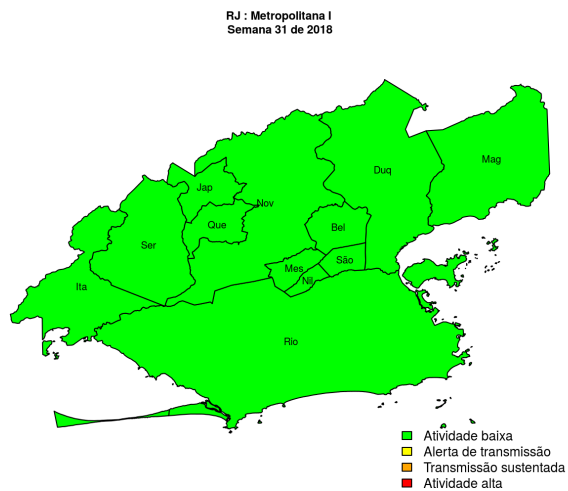 RJ : Metropolitana I
Semana 31 de 2018
Mag
Duq
Jap
Nov
Que
Bel
Ser
São
Mes
Nil
Ita
Rio
Atividade baixa
Alerta de transmissão
Transmissão sustentada
Atividade alta